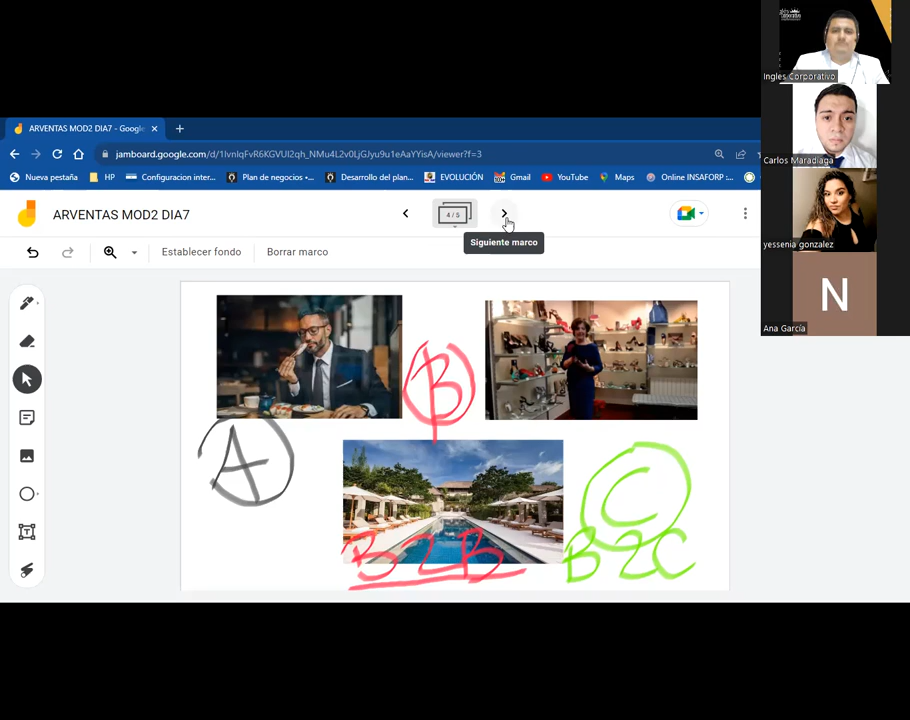 ARVENTAS MOD2 DIA7 - Google
jamboard.google.com/d/1IvnlqFvR6KGVUI2qh_NMu4L2v0LjGJyu9u1eAaYYisA/viewer?f=3
Nueva pestaña
HP
Configuracion inter...
Plan de negocios •...
Desarrollo del plan...
EVOLUCIÓN
Gmail
YouTube
Maps
Online INSAFORP:...
ARVENTAS MOD2 DIA7
4 / 5
Siguiente marco
Establecer fondo
Borrar marco
B
A
C
B2B
B2C
Ingles Corporativo
Carlos Maradiaga
yessenia gonzalez
N
Ana García